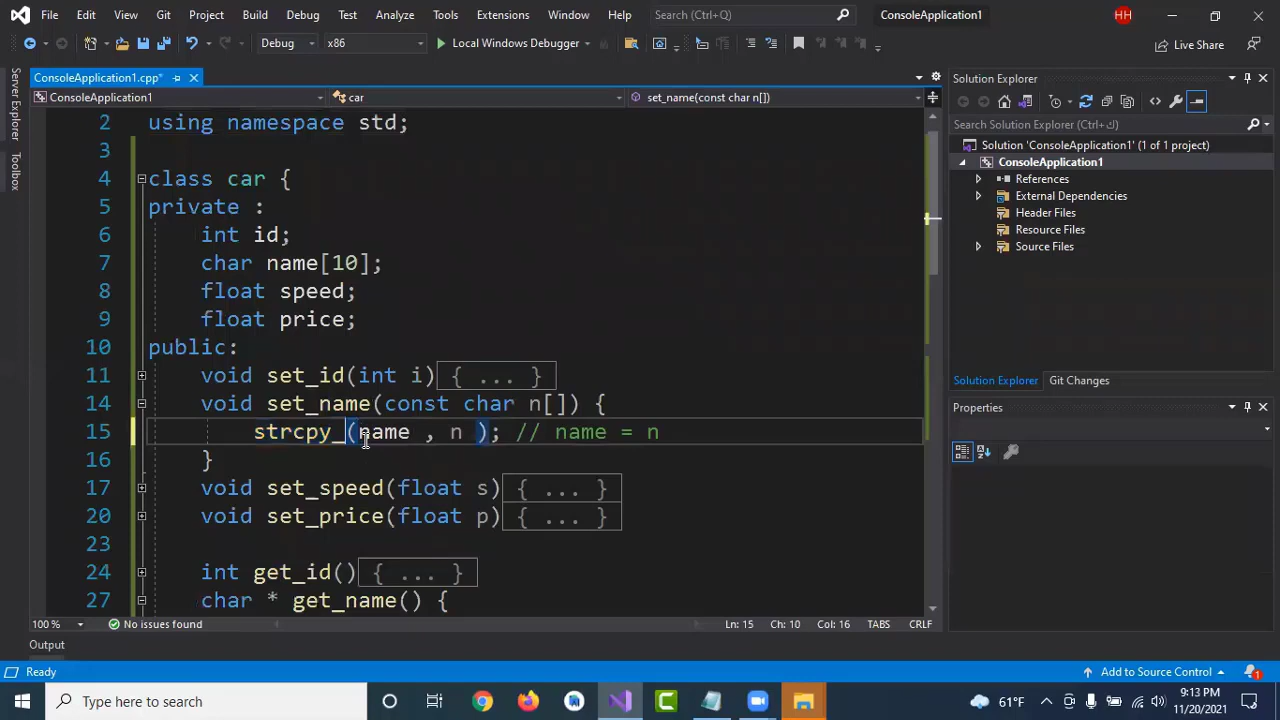 File Edit View Git Project Build Debug Test Analyze Tools Extensions Window Help Search (Ctrl+Q) ConsoleApplication1 HH
Debug x86 Local Windows Debugger Live Share
Server Explorer
Toolbox
ConsoleApplication1.cpp*
ConsoleApplication1 car set_name(const char n[])
2 using namespace std;
3
4 class car {
5 private :
6 int id;
7 char name[10];
8 float speed;
9 float price;
10 public:
11 void set_id(int i){ ... }
14 void set_name(const char n[]) {
15 strcpy_(name , n ); // name = n
16 }
17 void set_speed(float s){ ... }
20 void set_price(float p){ ... }
23
24 int get_id(){ ... }
27 char * get_name() {
100 % No issues found Ln: 15 Ch: 10 Col: 16 TABS CRLF
Solution Explorer
Search Solution Explorer (Ctrl+ك)
Solution 'ConsoleApplication1' (1 of 1 project)
ConsoleApplication1
References
External Dependencies
Header Files
Resource Files
Source Files
Solution Explorer Git Changes
Properties
Output
Ready Add to Source Control 1
Type here to search 61°F 9:13 PM
11/20/2021